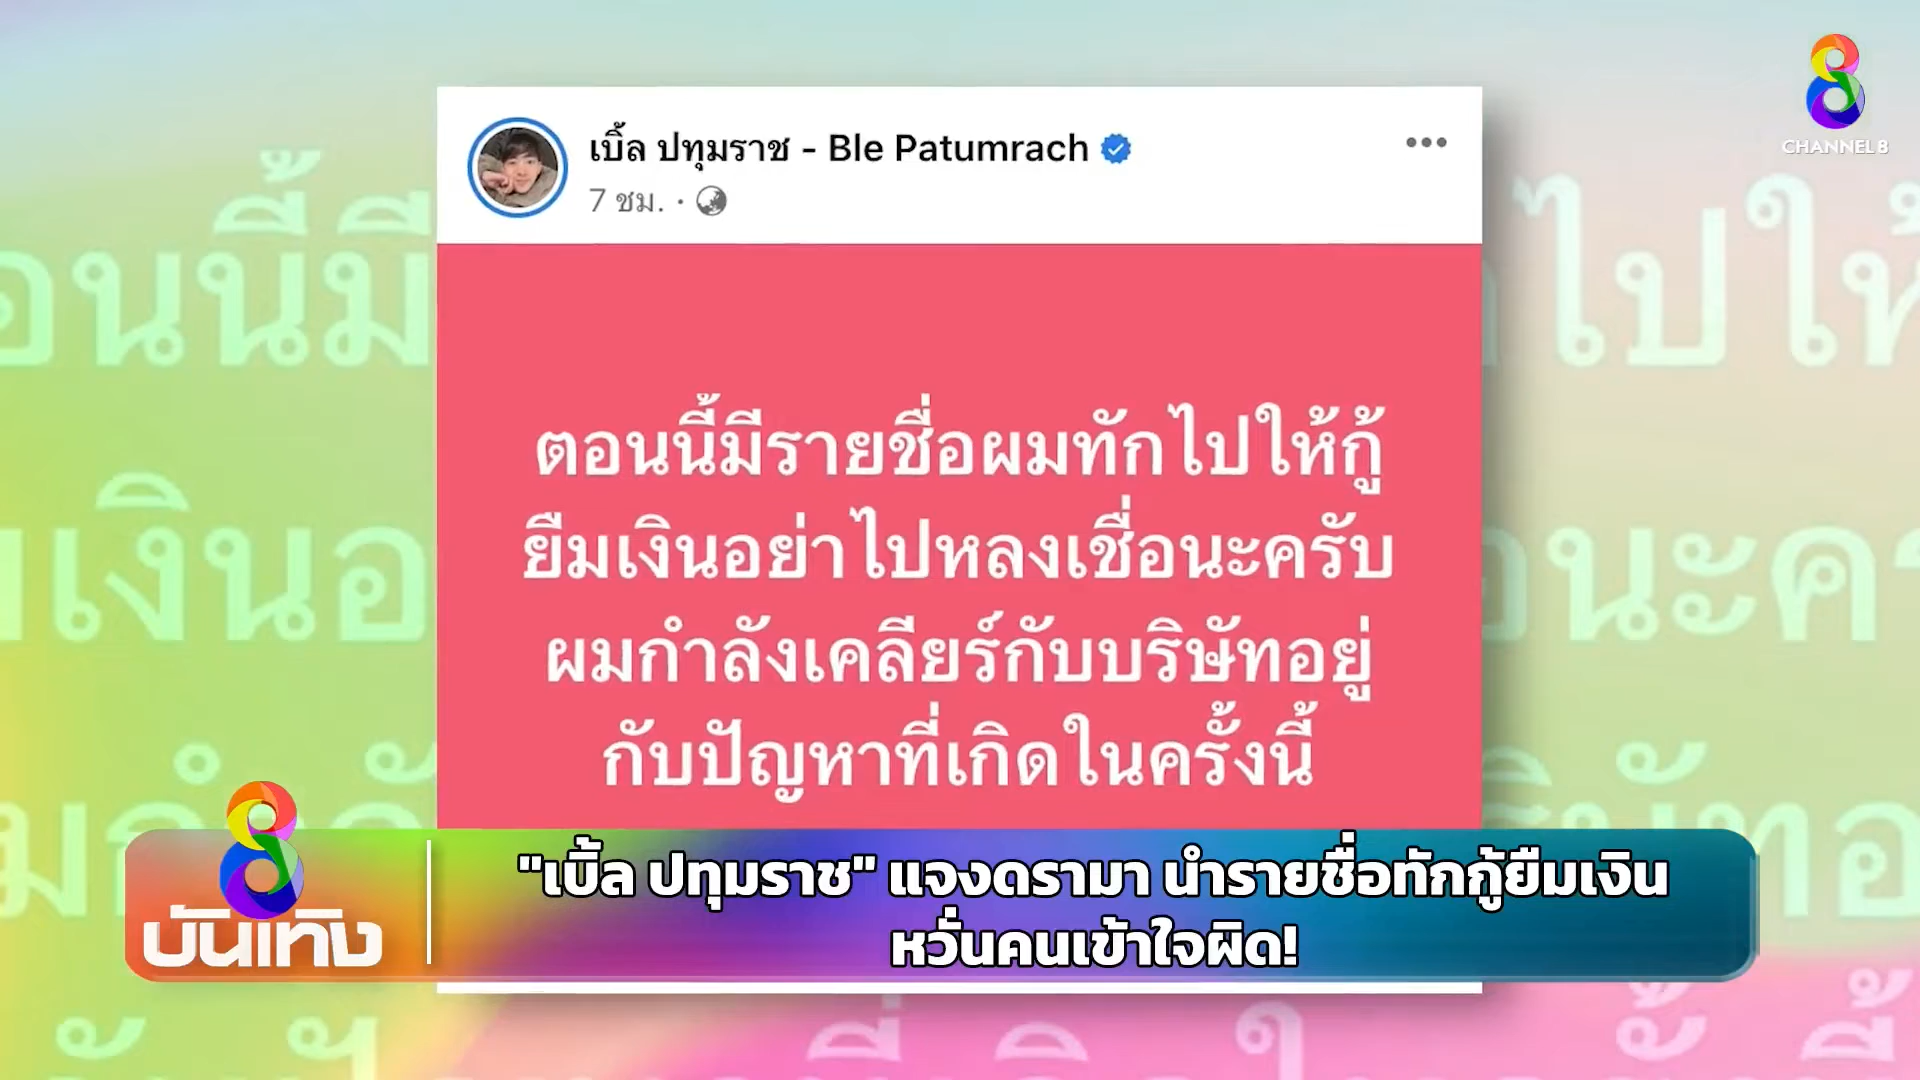 CHANNEL 8
เบิ้ล ปทุมราช - Ble Patumrach
7 ชม.
ตอนนี้มีรายชื่อผมทักไปให้กู้
ยืมเงินอย่าไปหลงเชื่อนะครับ
ผมกำลังเคลียร์กับบริษัทอยู่
กับปัญหาที่เกิดในครั้งนี้
8
บันเทิง
"เบิ้ล ปทุมราช" แจงดรามา นำรายชื่อทักกู้ยืมเงิน
หวั่นคนเข้าใจผิด!